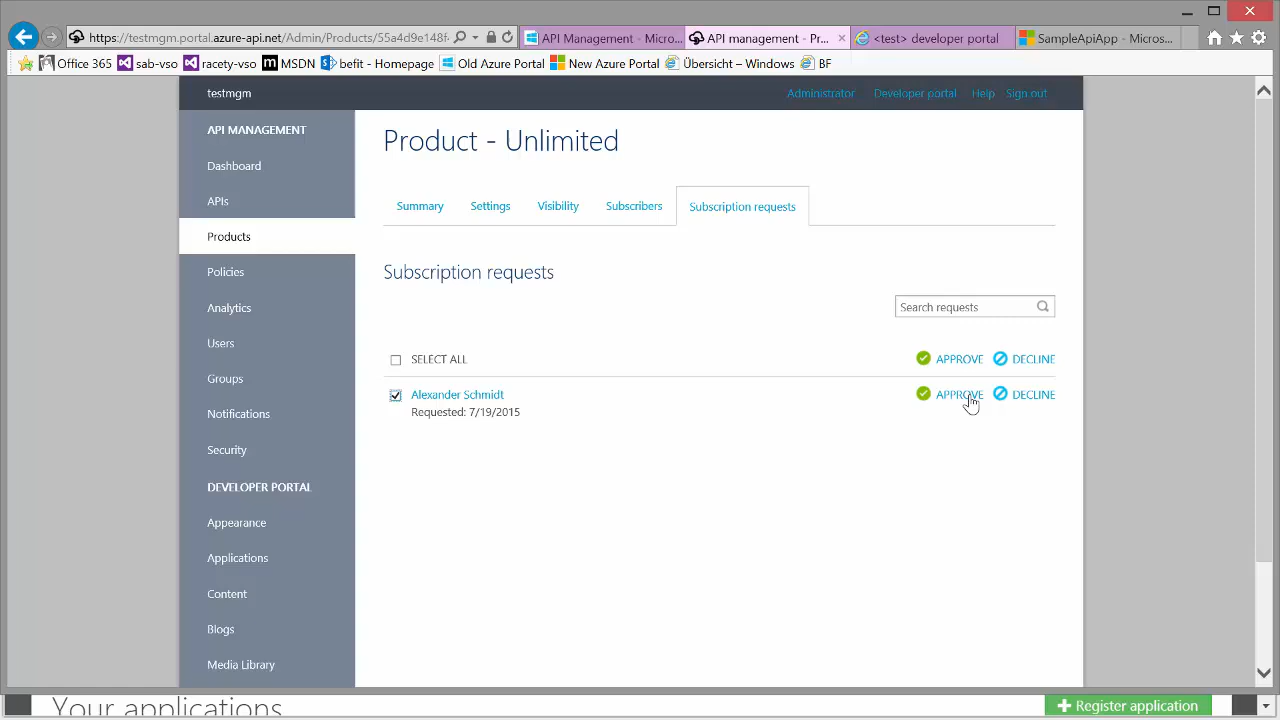 https://testmgm.portal.azure-api.net/Admin/Products/55a4d9e148f
API Management - Micro...
API management - Pr...
<test> developer portal
SampleApiApp - Micros...
Office 365
sab-vso
racety-vso
MSDN
befit - Homepage
Old Azure Portal
New Azure Portal
Übersicht – Windows
BF
testmgm
Administrator
Developer portal
Help
Sign out
API MANAGEMENT
Dashboard
APIs
Products
Policies
Analytics
Users
Groups
Notifications
Security
DEVELOPER PORTAL
Appearance
Applications
Content
Blogs
Media Library
Product - Unlimited
Summary
Settings
Visibility
Subscribers
Subscription requests
Subscription requests
Search requests
SELECT ALL
APPROVE
DECLINE
Alexander Schmidt
APPROVE
DECLINE
Requested: 7/19/2015
Your applications
Register application